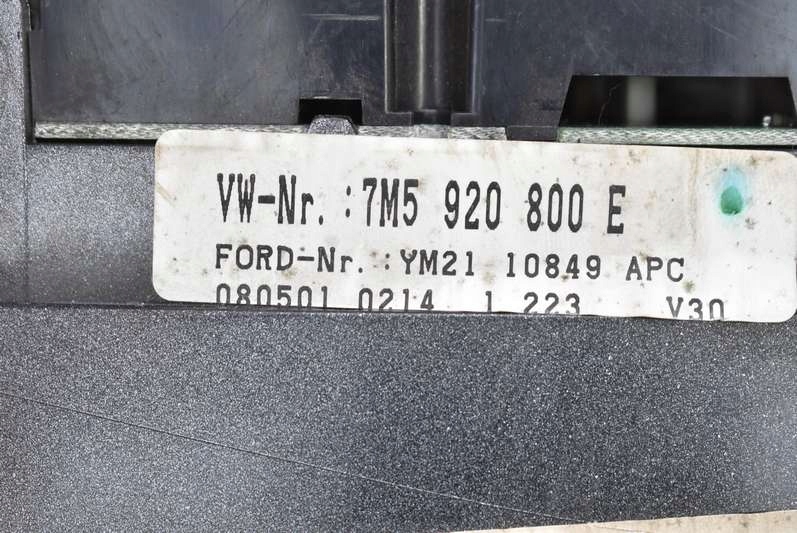 VW-Nr. :7M5 920 800 E
FORD-Nr. :YM21 10849 APC
080501 0214 1 223 V30